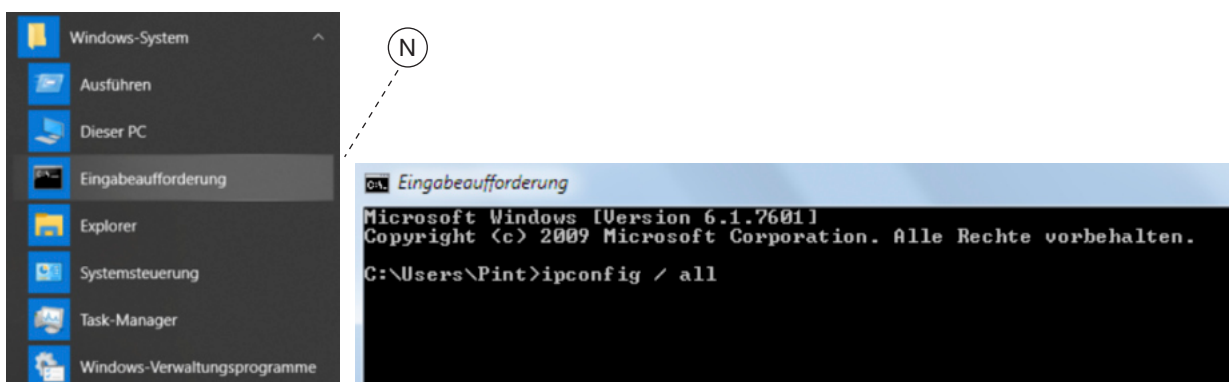 Windows-System
Ausführen
Dieser PC
Eingabeaufforderung
Explorer
Systemsteuerung
Task-Manager
Windows-Verwaltungsprogramme
N
C:\.
Eingabeaufforderung
Microsoft Windows [Version 6.1.7601]
Copyright (c) 2009 Microsoft Corporation. Alle Rechte vorbehalten.
C:\Users\Pint>ipconfig / all